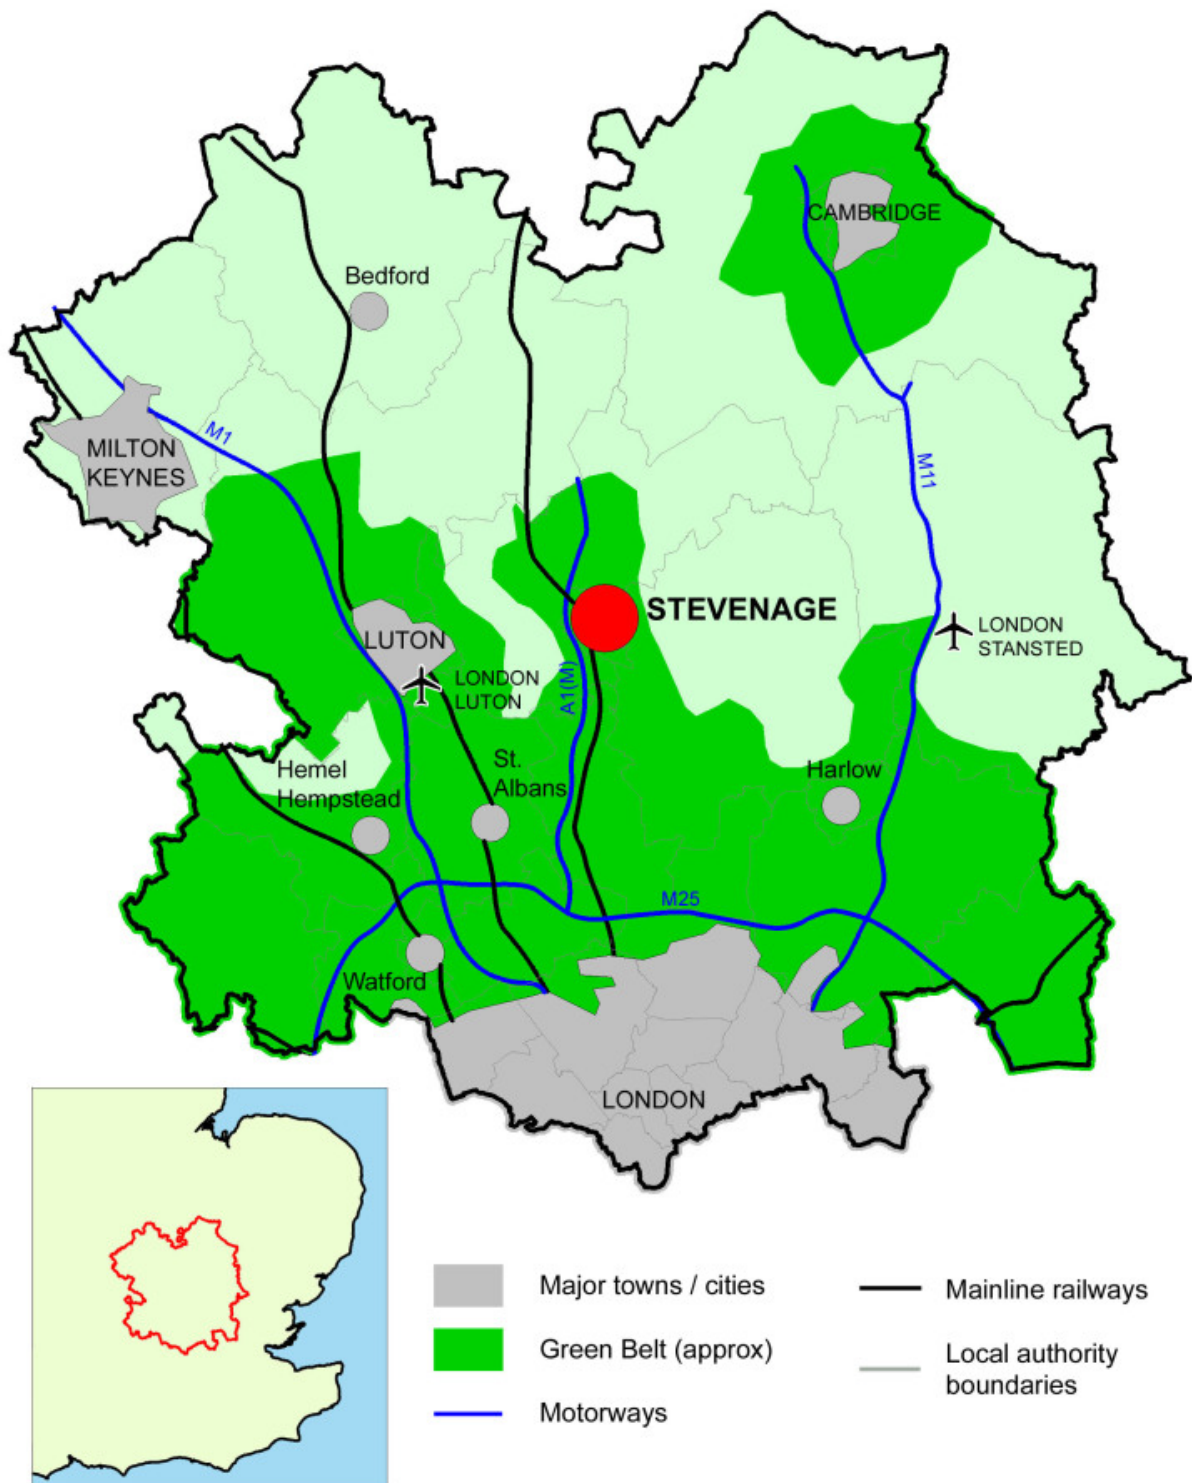 CAMBRIDGE
Bedford
M1
MILTON
KEYNES
M11
STEVENAGE
LUTON
LONDON
STANSTED
LONDON
LUTON
A1(M)
Hemel
Hempstead
St.
Albans
Harlow
M25
Watford
LONDON
Major towns / cities
Green Belt (approx)
Motorways
Mainline railways
Local authority
boundaries